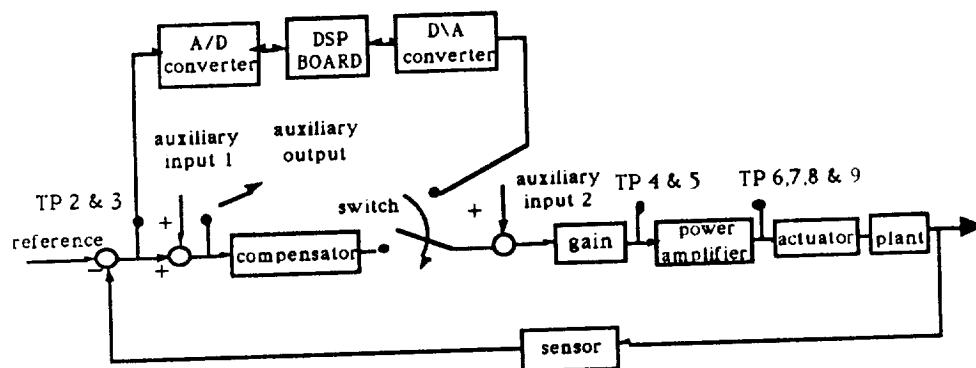 A/D
converter
DSP
BOARD
D\A
converter
auxiliary
input 1
auxiliary
output
TP 2 & 3
switch
auxiliary
input 2
TP 4 & 5
TP 6,7,8 & 9
reference
+
+
−
compensator
+
gain
power
amplifier
actuator
plant
sensor